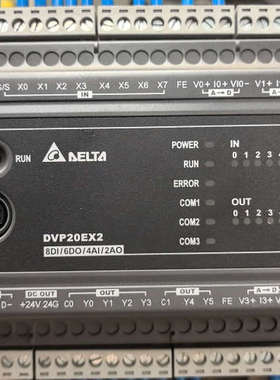 S/S X0 X1 X2 X3 X4 X5 X6 X7 FE V0+ I0+ VI0- V1+
IN A→D
POWER IN
RUN RUN 0 1 2 3
DELTA
ERROR
COM1 OUT
COM2 0 1 2 3
DVP20EX2
COM3
8DI/6DO/4AI/2AO
DC OUT OUT OUT D→A
D- +24V 24G C0 Y0 Y1 Y2 Y3 C1 Y4 Y5 FE V3+ I3+